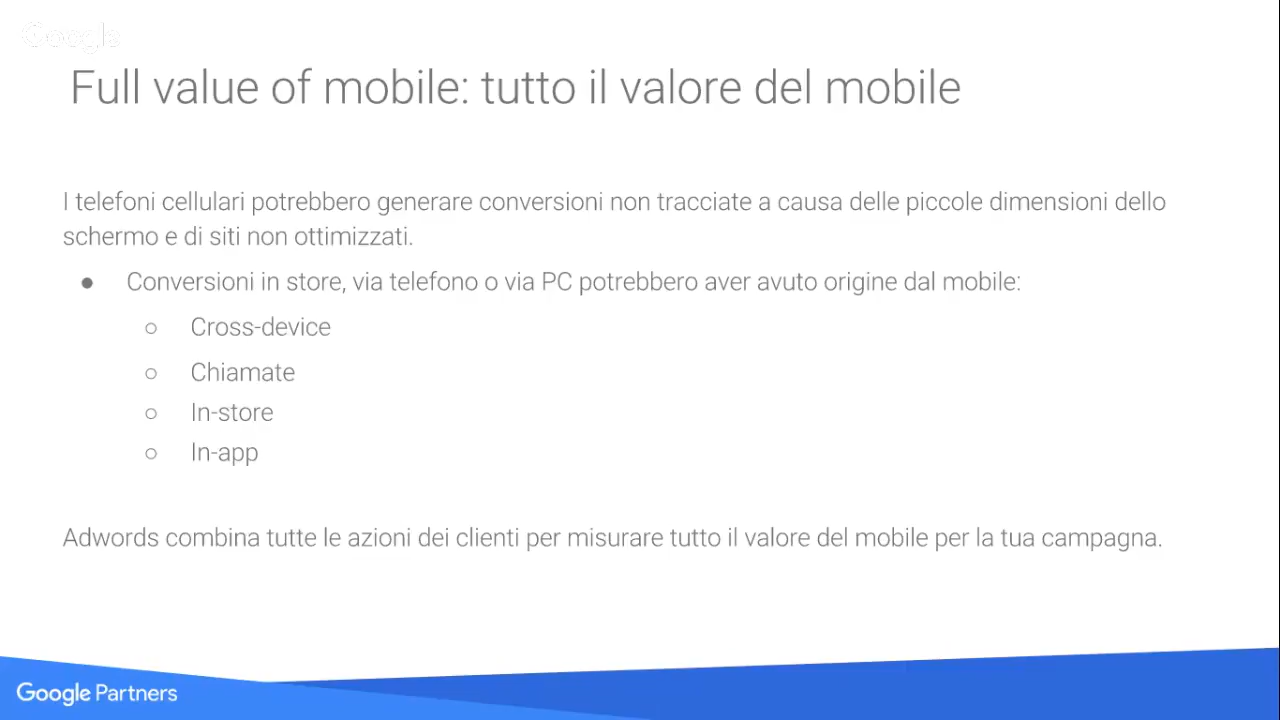 Google
Full value of mobile: tutto il valore del mobile
I telefoni cellulari potrebbero generare conversioni non tracciate a causa delle piccole dimensioni dello
schermo e di siti non ottimizzati.
● Conversioni in store, via telefono o via PC potrebbero aver avuto origine dal mobile:
○ Cross-device
○ Chiamate
○ In-store
○ In-app
Adwords combina tutte le azioni dei clienti per misurare tutto il valore del mobile per la tua campagna.
Google Partners